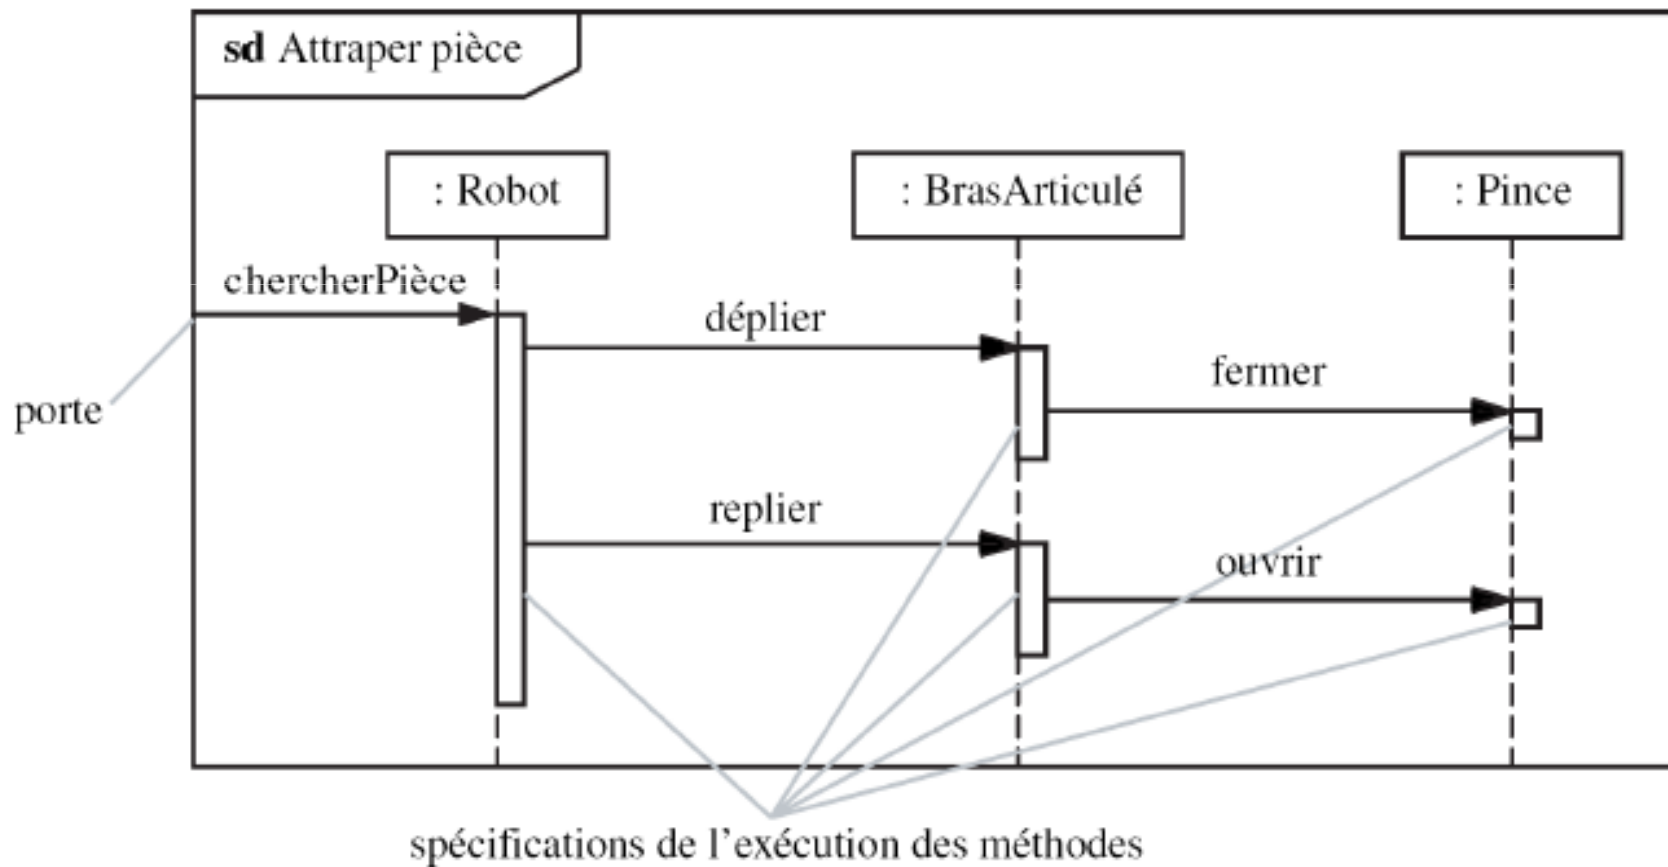 sd Attraper pièce
: Robot
: BrasArticulé
: Pince
chercherPièce
déplier
fermer
porte
replier
ouvrir
spécifications de l'exécution des méthodes